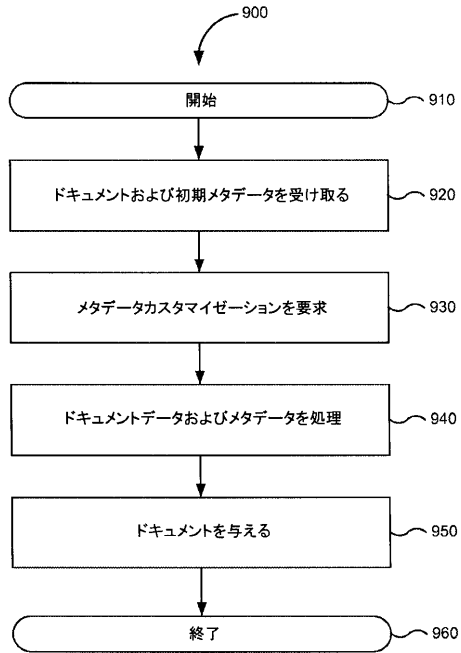 900
開始
910
ドキュメントおよび初期メタデータを受け取る
920
メタデータカスタマイゼーションを要求
930
ドキュメントデータおよびメタデータを処理
940
ドキュメントを与える
950
終了
960